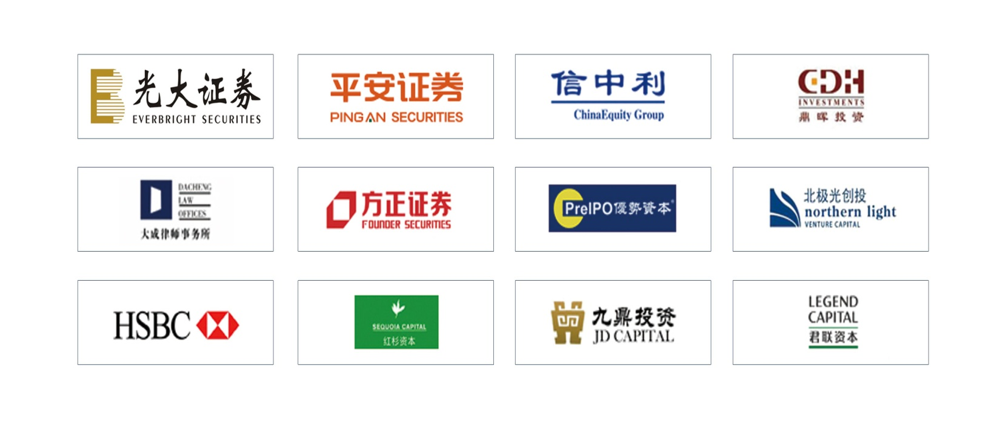 光大证券
EVERBRIGHT SECURITIES
平安证券
PINGAN SECURITIES
信中利
ChinaEquity Group
CDH
INVESTMENTS
鼎晖投资
DACHENG
LAW
OFFICES
大成律师事务所
方正证券
FOUNDER SECURITIES
PreIPO優勢資本®
北极光创投
northern light
VENTURE CAPITAL
HSBC
SEQUOIA CAPITAL
红杉资本
九鼎投资
JD CAPITAL
LEGEND
CAPITAL
君联资本